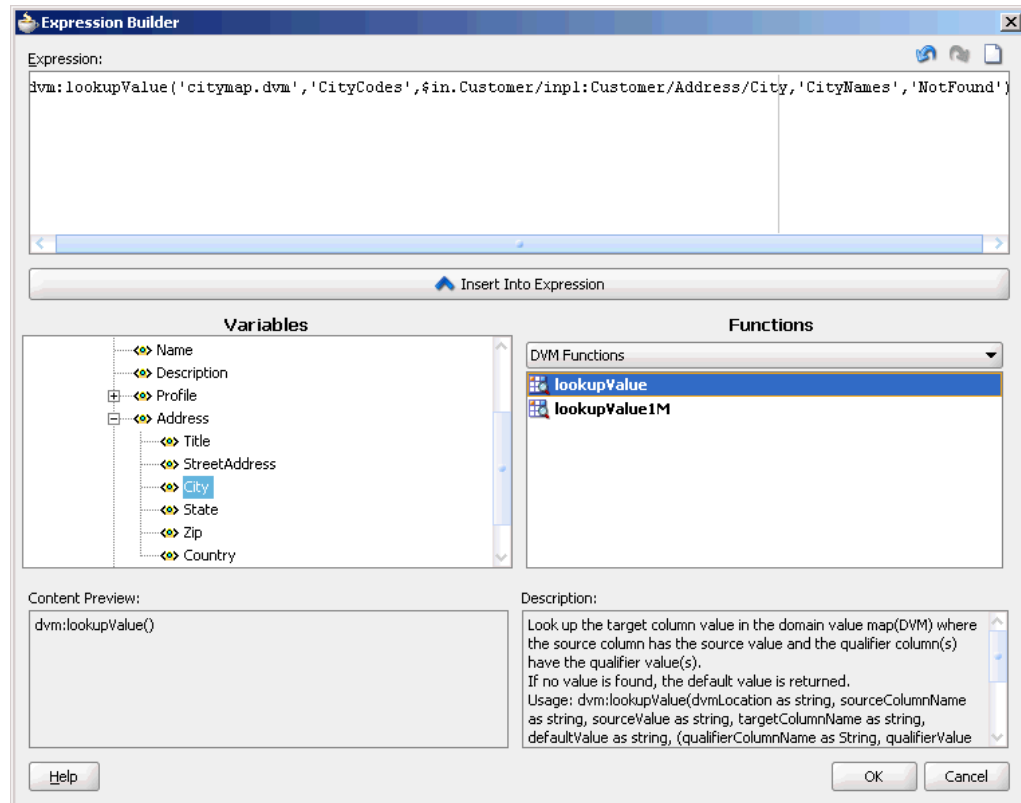 Expression Builder
Expression:
dvm:lookupValue('citymap.dvm','CityCodes',$in.Customer/inp1:Customer/Address/City,'CityNames','NotFound')
Insert Into Expression
Variables
Name
Description
Profile
Address
Title
StreetAddress
City
State
Zip
Country
Functions
DVM Functions
lookupValue
lookupValue1M
Content Preview:
dvm:lookupValue()
Description:
Look up the target column value in the domain value map(DVM) where
the source column has the source value and the qualifier column(s)
have the qualifier value(s).
If no value is found, the default value is returned.
Usage: dvm:lookupValue(dvmLocation as string, sourceColumnName
as string, sourceValue as string, targetColumnName as string,
defaultValue as string, (qualifierColumnName as String, qualifierValue
Help
OK
Cancel